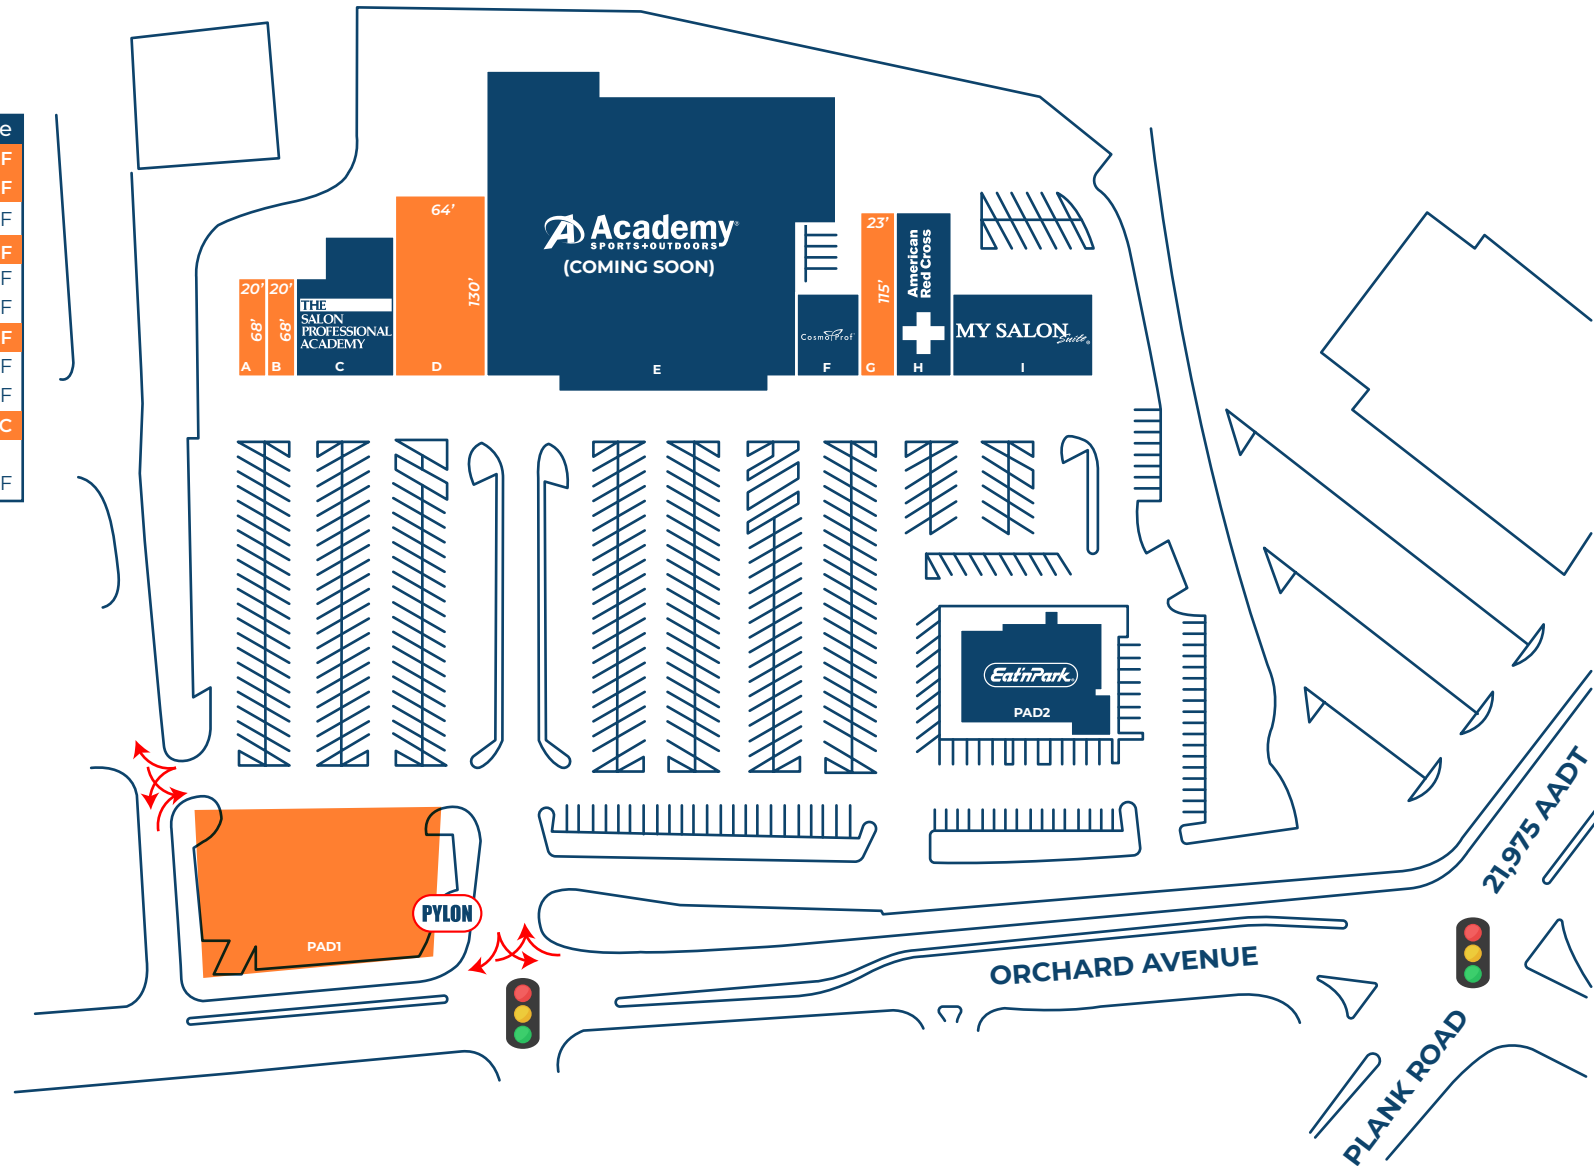 e
F
F
F
F
F
F
F
F
F
C
F
Academy
SPORTS+OUTDOORS
(COMING SOON)
E
20'
68'
A
20'
68'
B
THE
SALON
PROFESSIONAL
ACADEMY
C
64'
130'
D
CosmoProf
F
23'
115'
G
American
Red Cross
H
MY SALON
Suite®
I
Eat'nPark
PAD2
PYLON
PAD1
ORCHARD AVENUE
21,975 AADT
PLANK ROAD